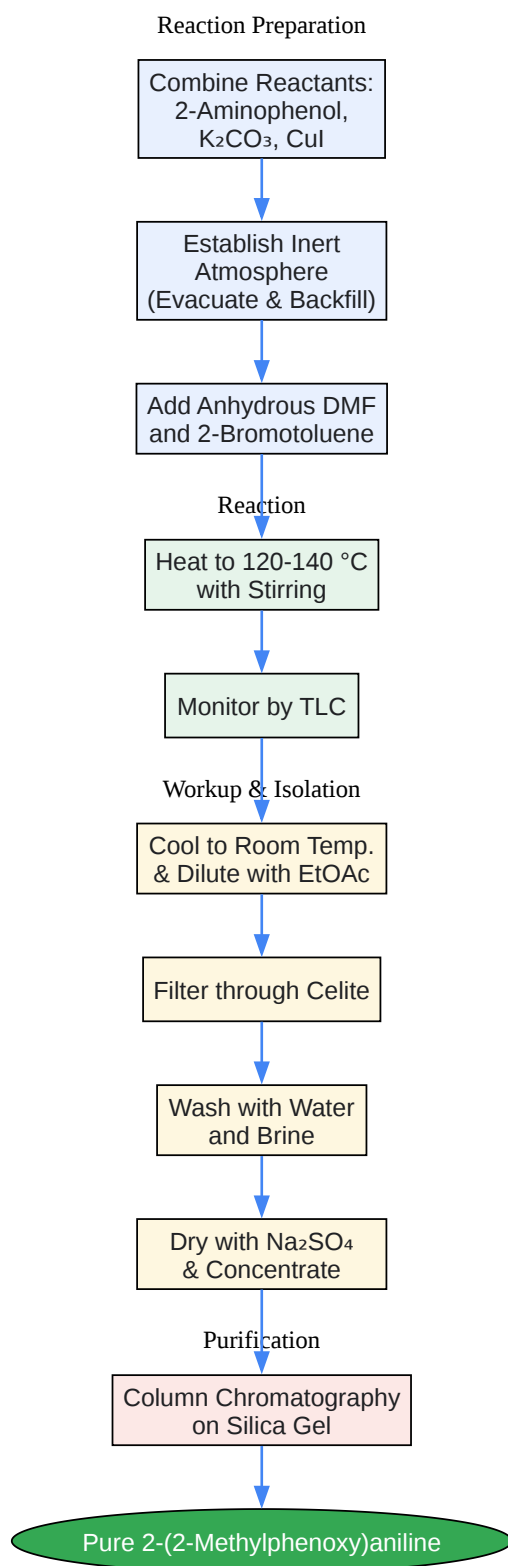 Reaction Preparation
Combine Reactants:
2-Aminophenol,
K₂CO₃, CuI
Establish Inert
Atmosphere
(Evacuate & Backfill)
Add Anhydrous DMF
and 2-Bromotoluene
Reaction
Heat to 120-140 °C
with Stirring
Monitor by TLC
Workup & Isolation
Cool to Room Temp.
& Dilute with EtOAc
Filter through Celite
Wash with Water
and Brine
Dry with Na₂SO₄
& Concentrate
Purification
Column Chromatography
on Silica Gel
Pure 2-(2-Methylphenoxy)aniline